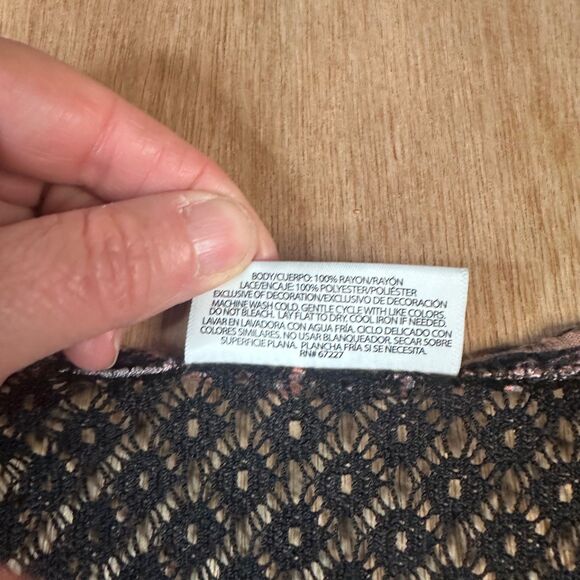 BODY/CUERPO: 100% RAYON/RAYÓN
LACE/ENCAJE: 100% POLYESTER/POLIÉSTER
EXCLUSIVE OF DECORATION/EXCLUSIVO DE DECORACIÓN
MACHINE WASH COLD. GENTLE CYCLE WITH LIKE COLORS.
DO NOT BLEACH. LAY FLAT TO DRY. COOL IRON IF NEEDED.
LAVAR EN LAVADORA CON AGUA FRÍA. CICLO DELICADO CON
COLORES SIMILARES. NO USAR BLANQUEADOR. SECAR SOBRE
SUPERFICIE PLANA. PLANCHA FRÍA SI SE NECESITA.
RN# 67227